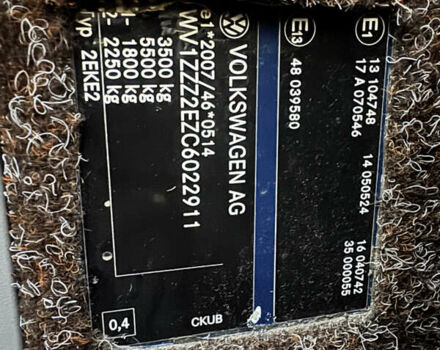 VOLKSWAGEN AG
e1*2007/46*0514
WV1ZZZ2EZC6022911
3500 kg
5500 kg
1- 1800 kg
2- 2250 kg
Typ 2EKE2
CKUB
0,4
E1
13 104748 14 050524 16 040742
17 A 070546 35 000055
E13
48 039580